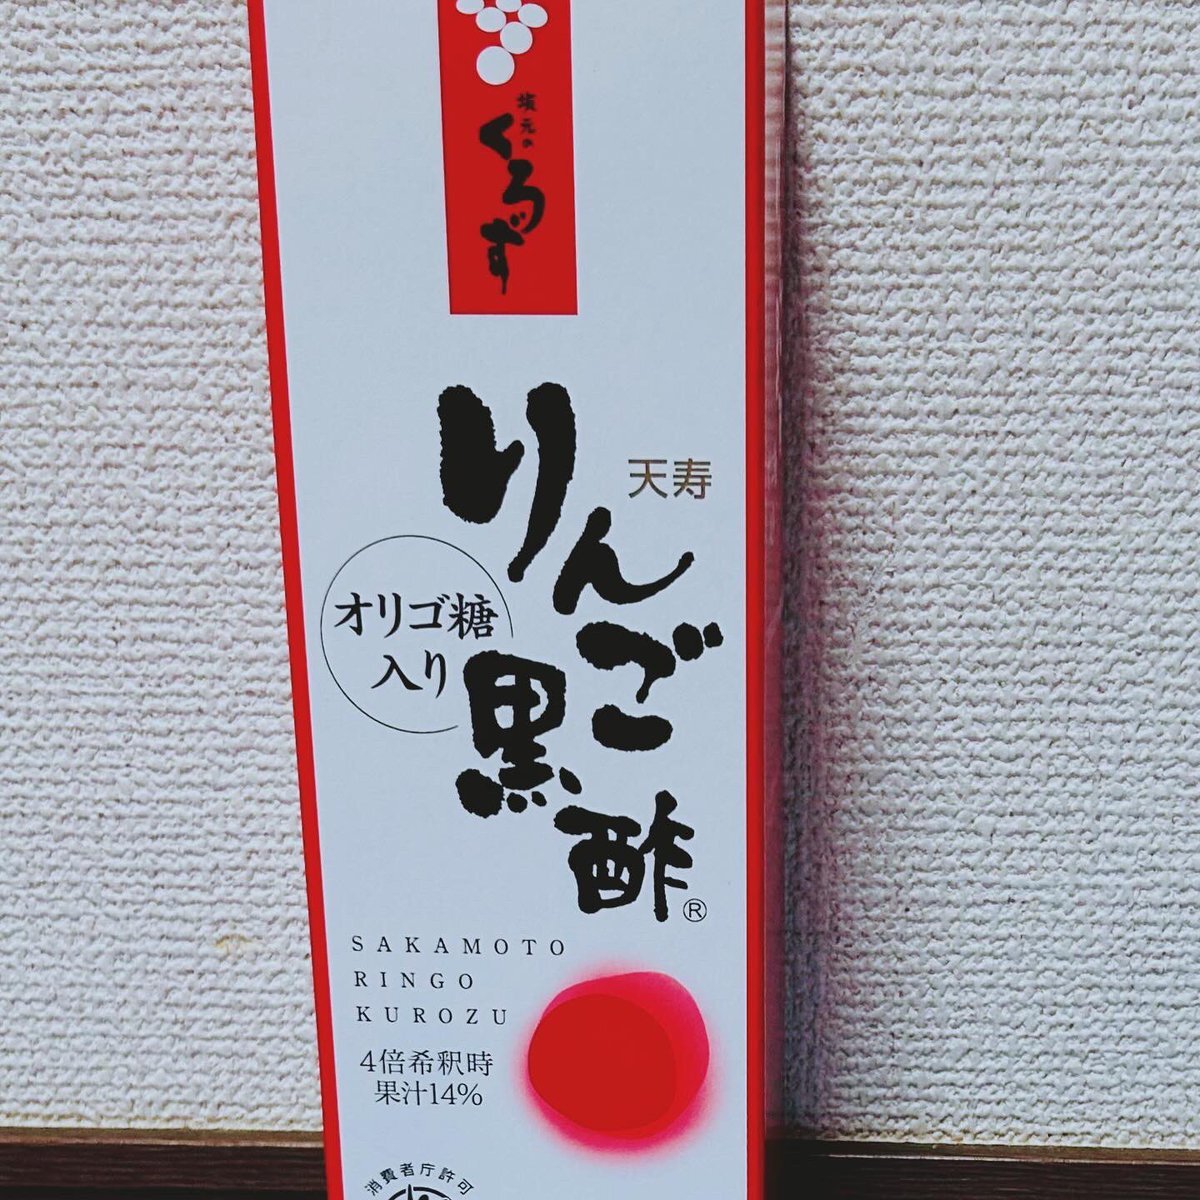 坂元の
くろず
天寿
りんご
黒酢®
オリゴ糖
入り
SAKAMOTO
RINGO
KUROZU
4倍希釈時
果汁14%
消費者庁許可